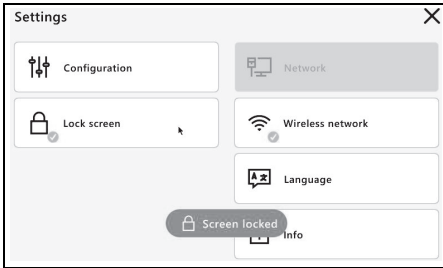 Settings
Configuration
Network
Lock screen
Wireless network
Language
Screen locked
Info